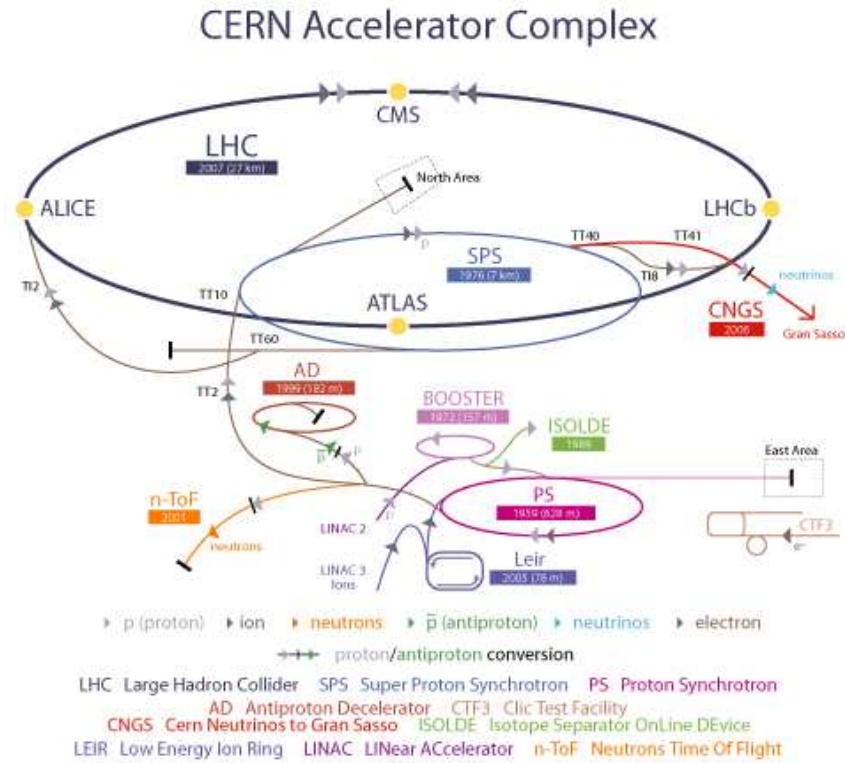 CERN Accelerator Complex
CMS
LHC
2007 (27 km)
North Area
ALICE
LHCb
TT40
TT41
p
SPS
1976 (7 km)
TI8
neutrinos
TI2
TT10
ATLAS
CNGS
2006
Gran Sasso
TT60
AD
1999 (182 m)
TT2
BOOSTER
1972 (157 m)
ISOLDE
1989
p
p̅
East Area
n-ToF
2001
PS
1959 (628 m)
p
LINAC 2
neutrons
CTF3
e⁻
LINAC 3
Ions
Leir
2005 (78 m)
p (proton) ion neutrons p̅ (antiproton) neutrinos electron
proton/antiproton conversion
LHC Large Hadron Collider SPS Super Proton Synchrotron PS Proton Synchrotron
AD Antiproton Decelerator CTF3 Clic Test Facility
CNGS Cern Neutrinos to Gran Sasso ISOLDE Isotope Separator OnLine DEvice
LEIR Low Energy Ion Ring LINAC LINear ACcelerator n-ToF Neutrons Time Of Flight